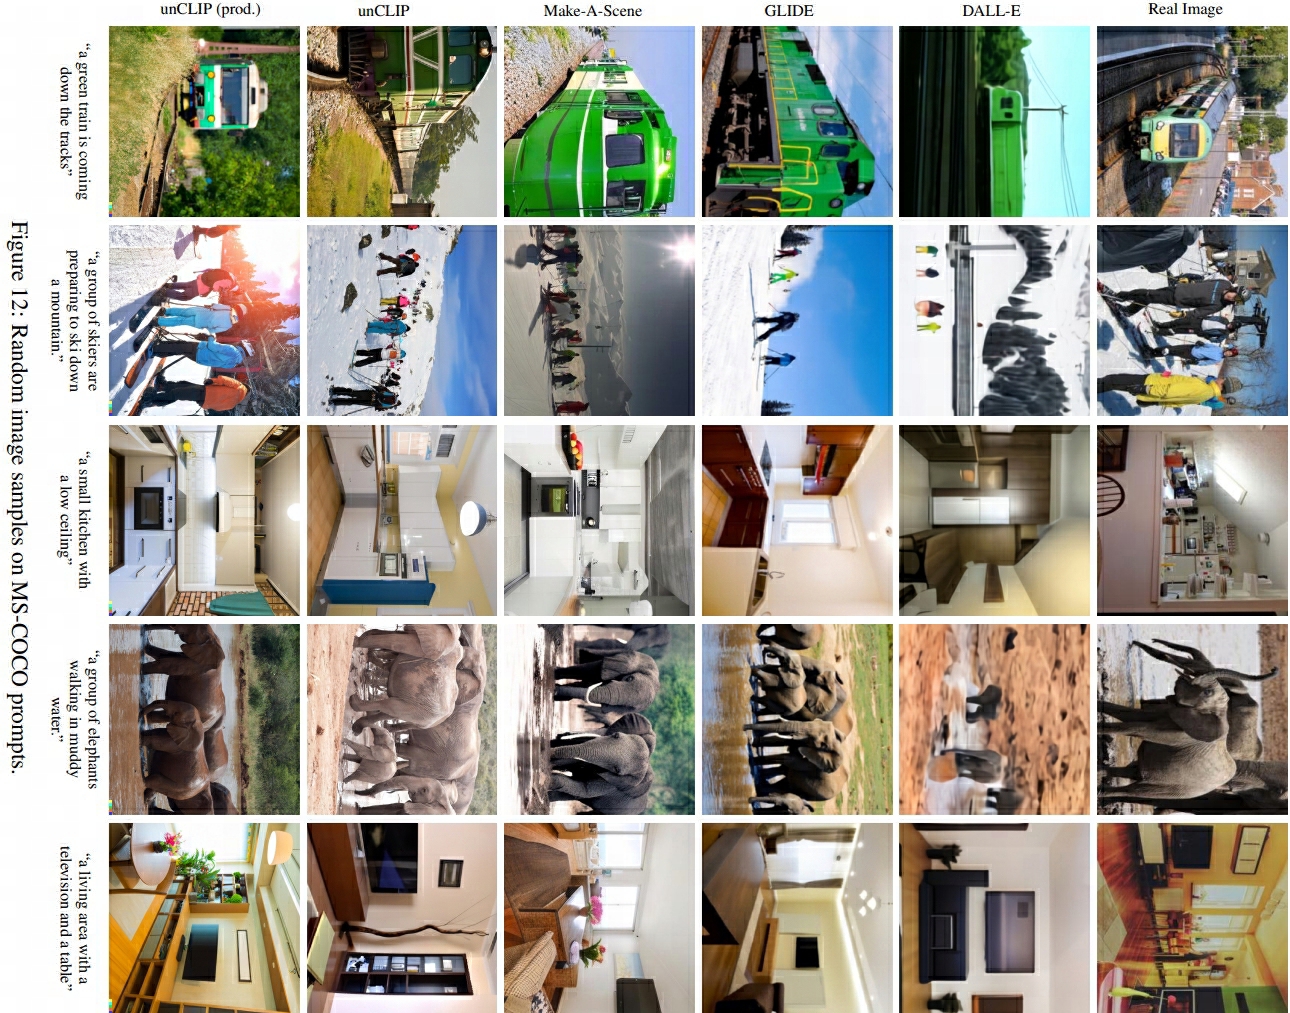 Real Image
DALL-E
GLIDE
Make-A-Scene
unCLIP
unCLIP (prod.)
“a green train is coming
down the tracks”
“a group of skiers are
preparing to ski down
a mountain.”
“a small kitchen with
a low ceiling”
“a group of elephants
walking in muddy
water.”
“a living area with a
television and a table”
Figure 12: Random image samples on MS-COCO prompts.